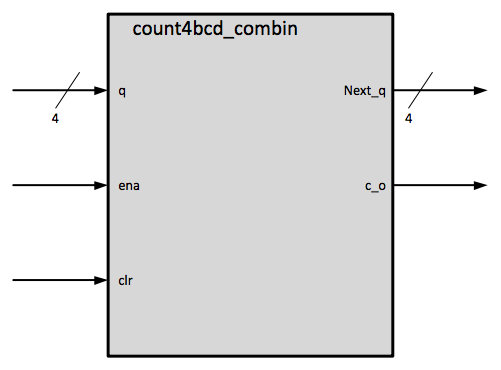 count4bcd_combin
q
Next_q
4
4
ena
c_o
clr